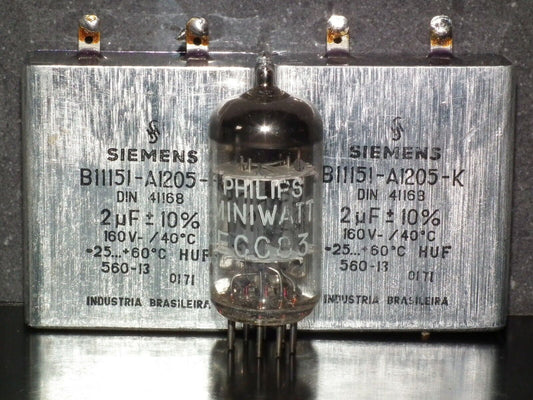 SIEMENS
B11151-A1205-
DIN 41168
2µF ± 10%
160V- /40°C
-25...+60°C HUF
560-13
0171
INDUSTRIA BRASILEIRA
PHILIPS
MINIWATT
ECC83
SIEMENS
B11151-A1205-K
DIN 41168
2µF ± 10%
160V- /40°C
-25...+60°C HUF
560-13
0171
INDUSTRIA BRASILEIRA